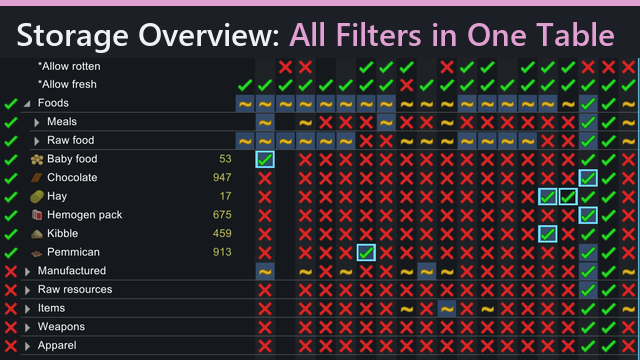 Storage Overview: All Filters in One Table
*Allow rotten
*Allow fresh
Foods
Meals
Raw food
Baby food 53
Chocolate 947
Hay 17
Hemogen pack 675
Kibble 459
Pemmican 913
Manufactured
Raw resources
Items
Weapons
Apparel